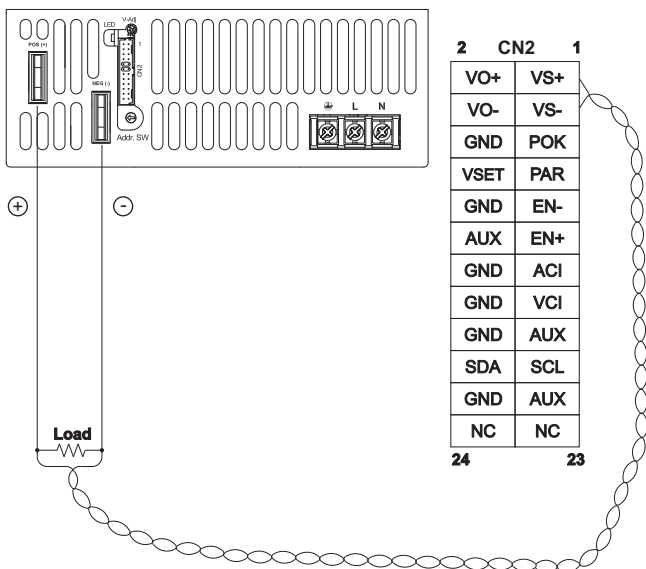 V-Adj
LED
POS (+)
1
CN2
NEG (-)
L N
Addr. SW
+
-
Load
2 CN2 1
VO+ VS+
VO- VS-
GND POK
VSET PAR
GND EN-
AUX EN+
GND ACI
GND VCI
GND AUX
SDA SCL
GND AUX
NC NC
24 23